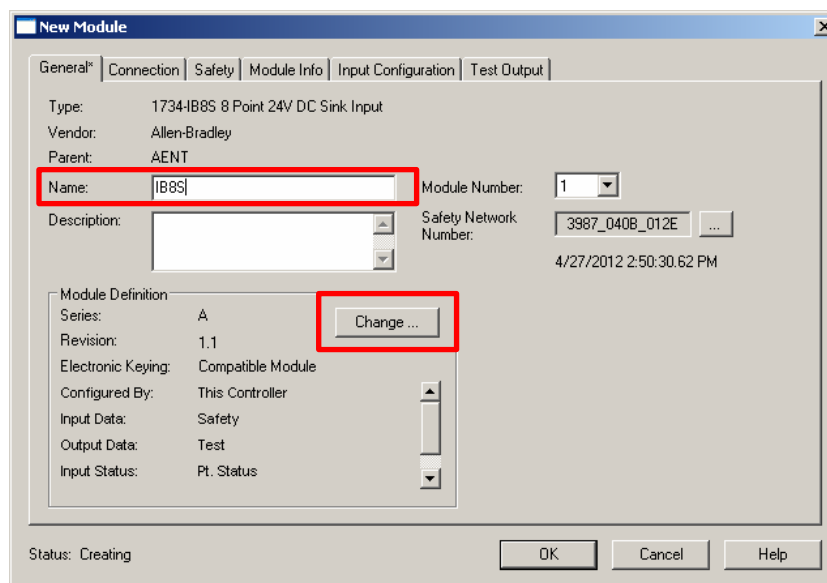 New Module
General* Connection Safety Module Info Input Configuration Test Output
Type: 1734-IB8S 8 Point 24V DC Sink Input
Vendor: Allen-Bradley
Parent: AENT
Name: IB8S Module Number: 1
Description: Safety Network Number: 3987_040B_012E ...
4/27/2012 2:50:30.62 PM
Module Definition
Series: A Change ...
Revision: 1.1
Electronic Keying: Compatible Module
Configured By: This Controller
Input Data: Safety
Output Data: Test
Input Status: Pt. Status
Status: Creating OK Cancel Help